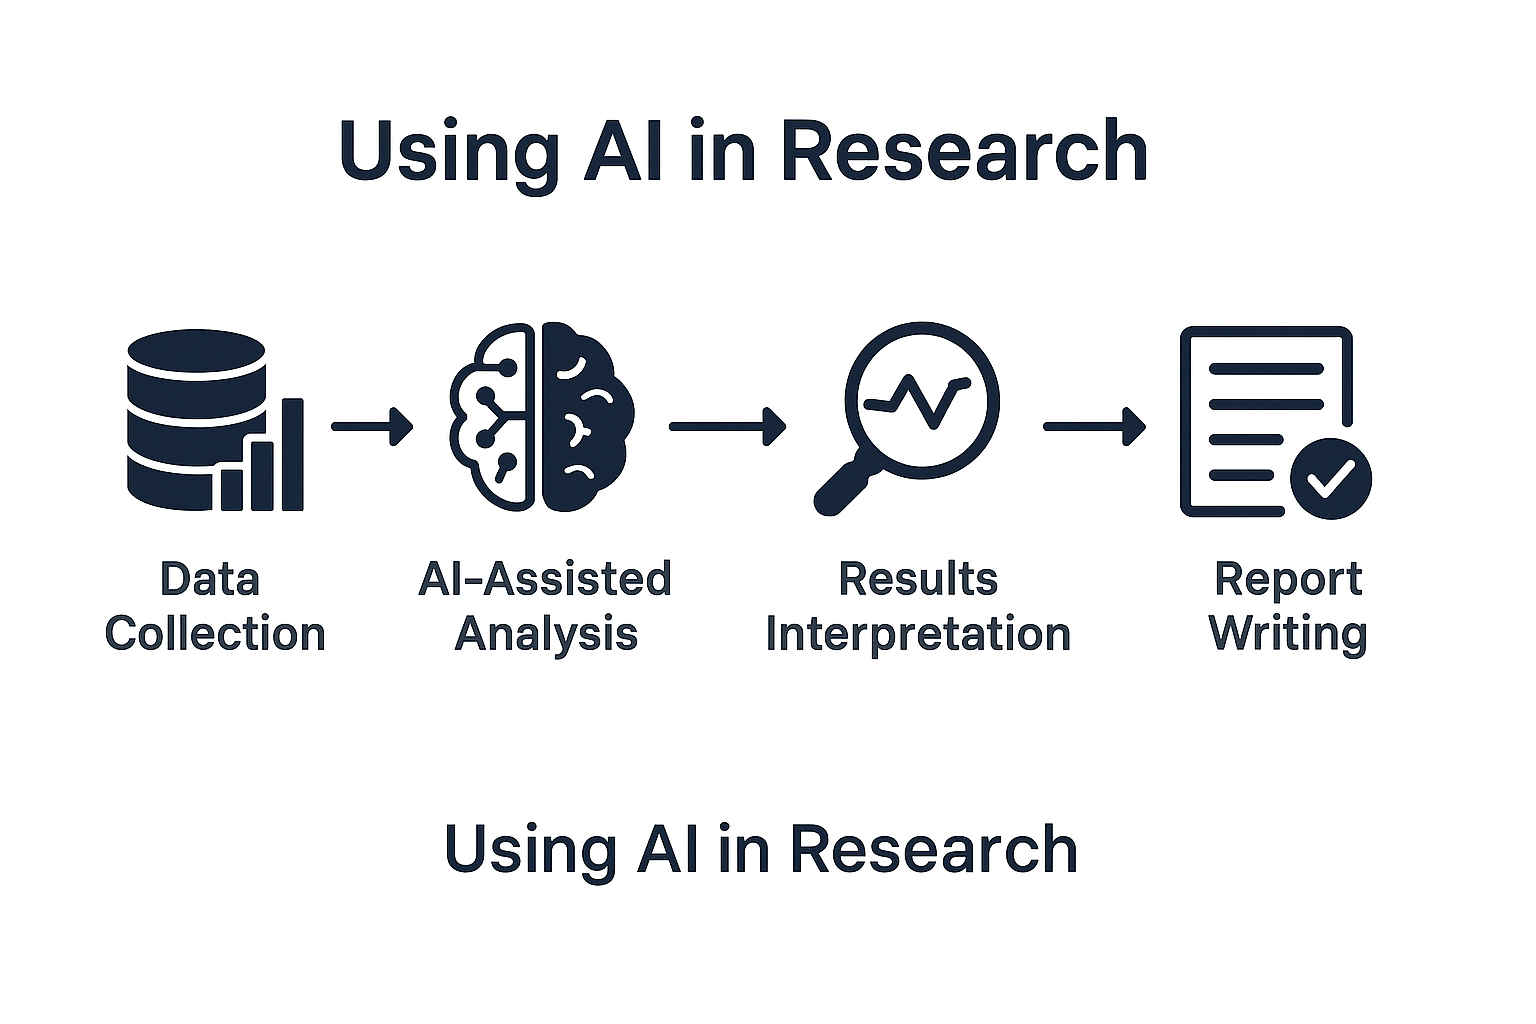 Using AI in Research
Data
Collection
AI-Assisted
Analysis
Results
Interpretation
Report
Writing
Using AI in Research